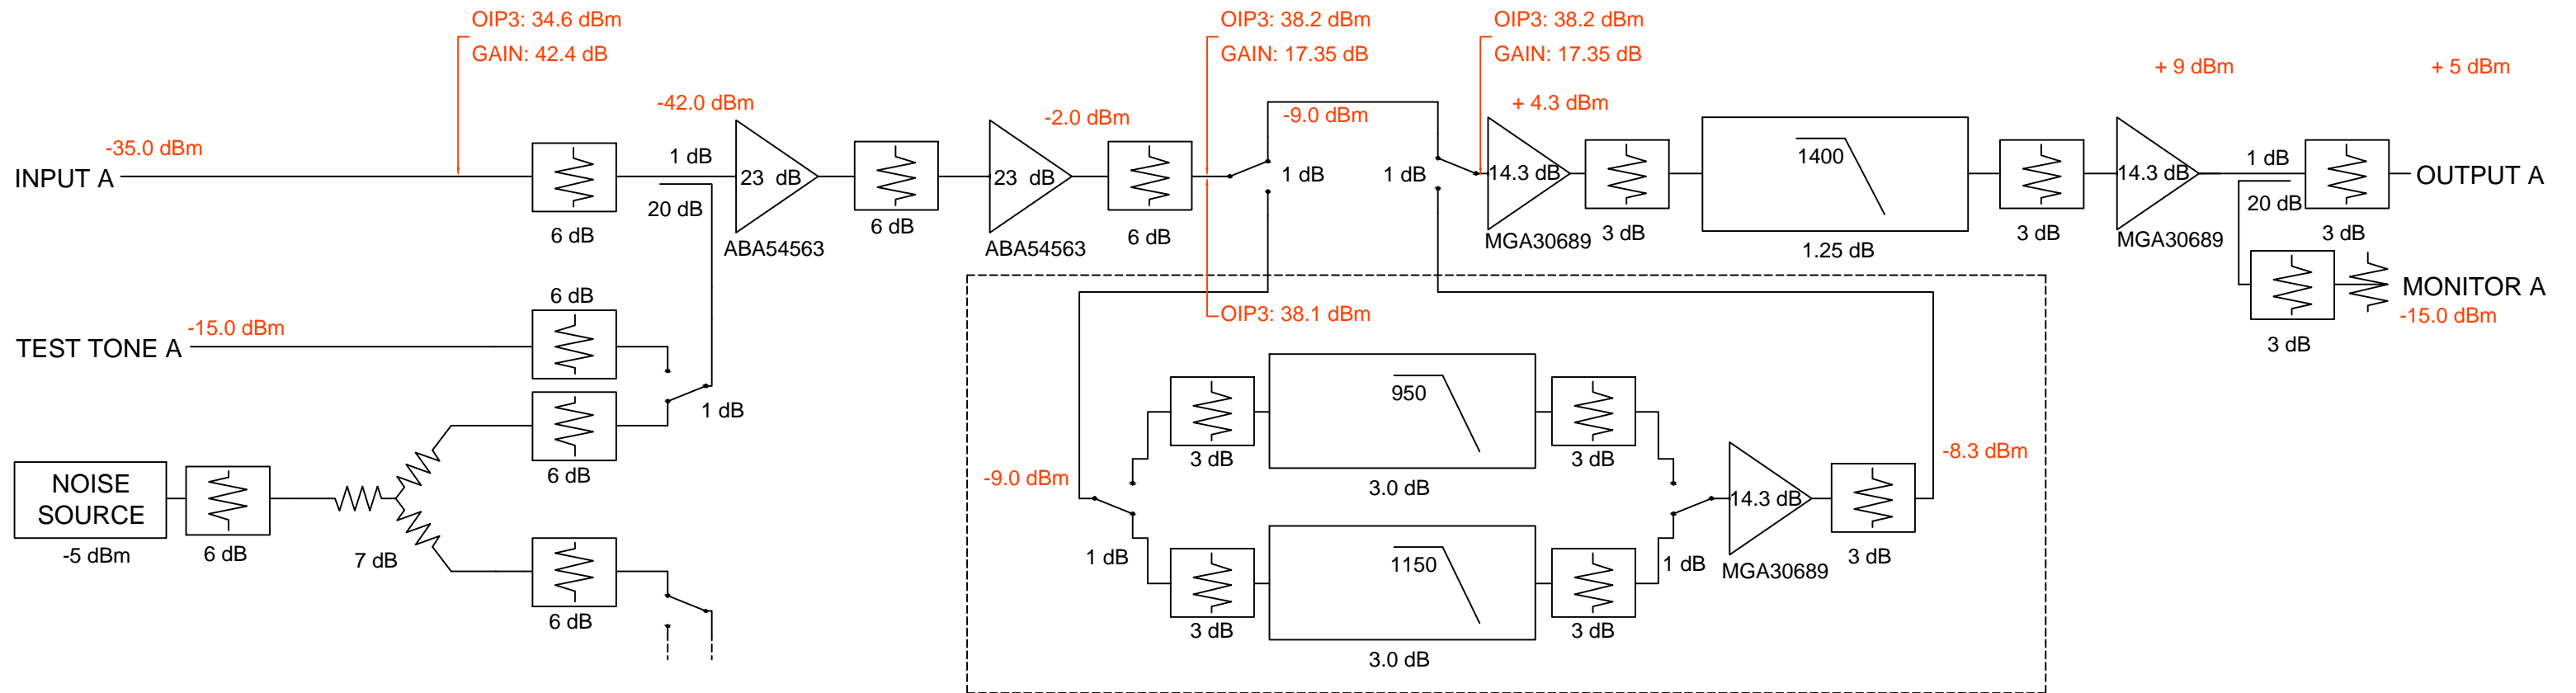 OIP3: 34.6 dBm
GAIN: 42.4 dB
OIP3: 38.2 dBm
GAIN: 17.35 dB
OIP3: 38.2 dBm
GAIN: 17.35 dB
+ 9 dBm
+ 5 dBm
-35.0 dBm
-42.0 dBm
-2.0 dBm
-9.0 dBm
+ 4.3 dBm
INPUT A
6 dB
1 dB
20 dB
23 dB
ABA54563
6 dB
23 dB
ABA54563
6 dB
1 dB
1 dB
14.3 dB
MGA30689
3 dB
1400
1.25 dB
3 dB
14.3 dB
MGA30689
1 dB
20 dB
3 dB
OUTPUT A
3 dB
MONITOR A
-15.0 dBm
TEST TONE A
-15.0 dBm
6 dB
1 dB
6 dB
NOISE
SOURCE
-5 dBm
6 dB
7 dB
6 dB
OIP3: 38.1 dBm
-9.0 dBm
1 dB
3 dB
950
3.0 dB
3 dB
3 dB
1150
3.0 dB
3 dB
1 dB
14.3 dB
MGA30689
3 dB
-8.3 dBm